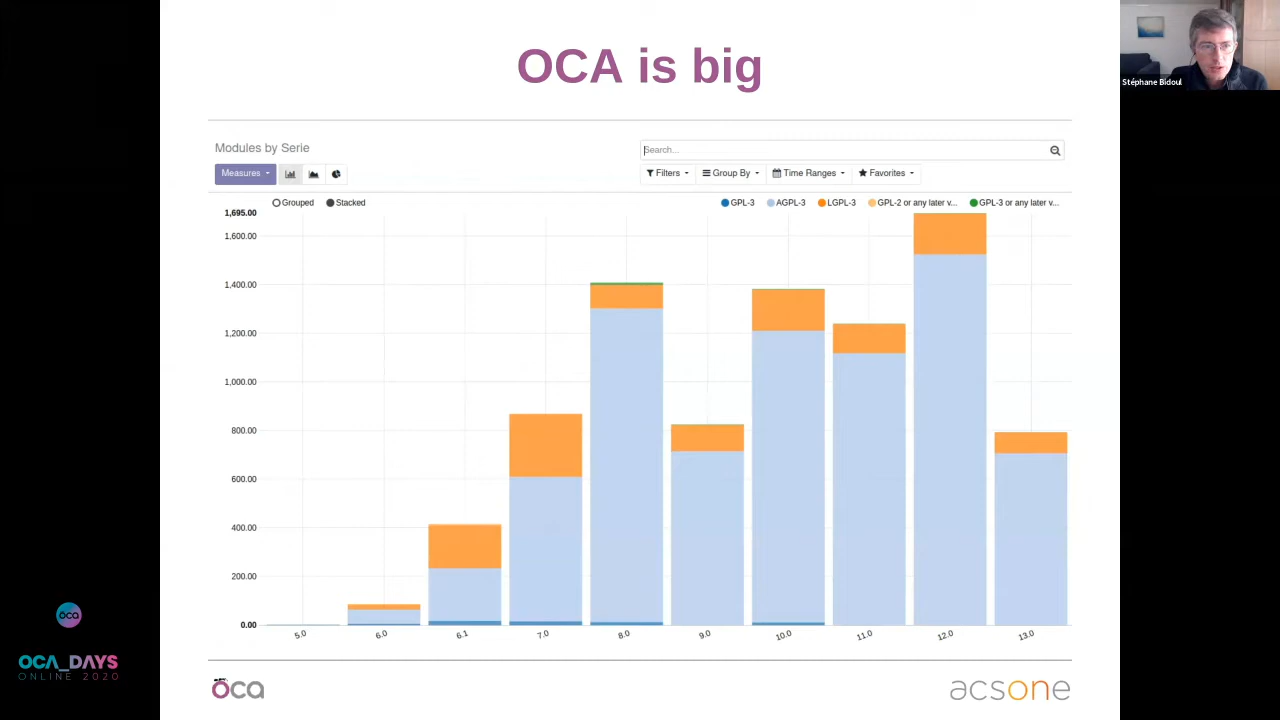 OCA is big
Stéphane Bidoul
Modules by Serie
Search...
Measures
Filters Group By Time Ranges Favorites
Grouped Stacked GPL-3 AGPL-3 LGPL-3 GPL-2 or any later v... GPL-3 or any later v...
1,695.00
1,600.00
1,400.00
1,200.00
1,000.00
800.00
600.00
400.00
200.00
0.00
5.0 6.0 6.1 7.0 8.0 9.0 10.0 11.0 12.0 13.0
oca
OCA_DAYS
ONLINE 2020
oca
acsone